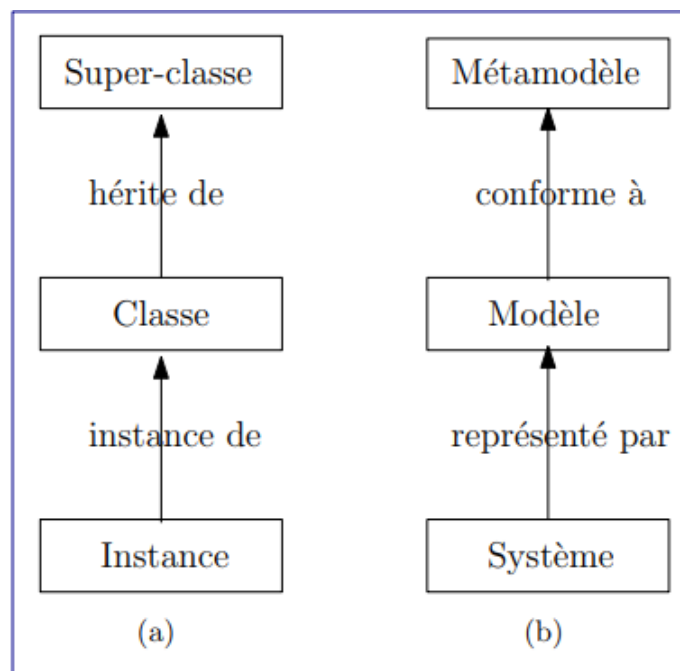 Super-classe
hérite de
Classe
instance de
Instance
(a)
Métamodèle
conforme à
Modèle
représenté par
Système
(b)